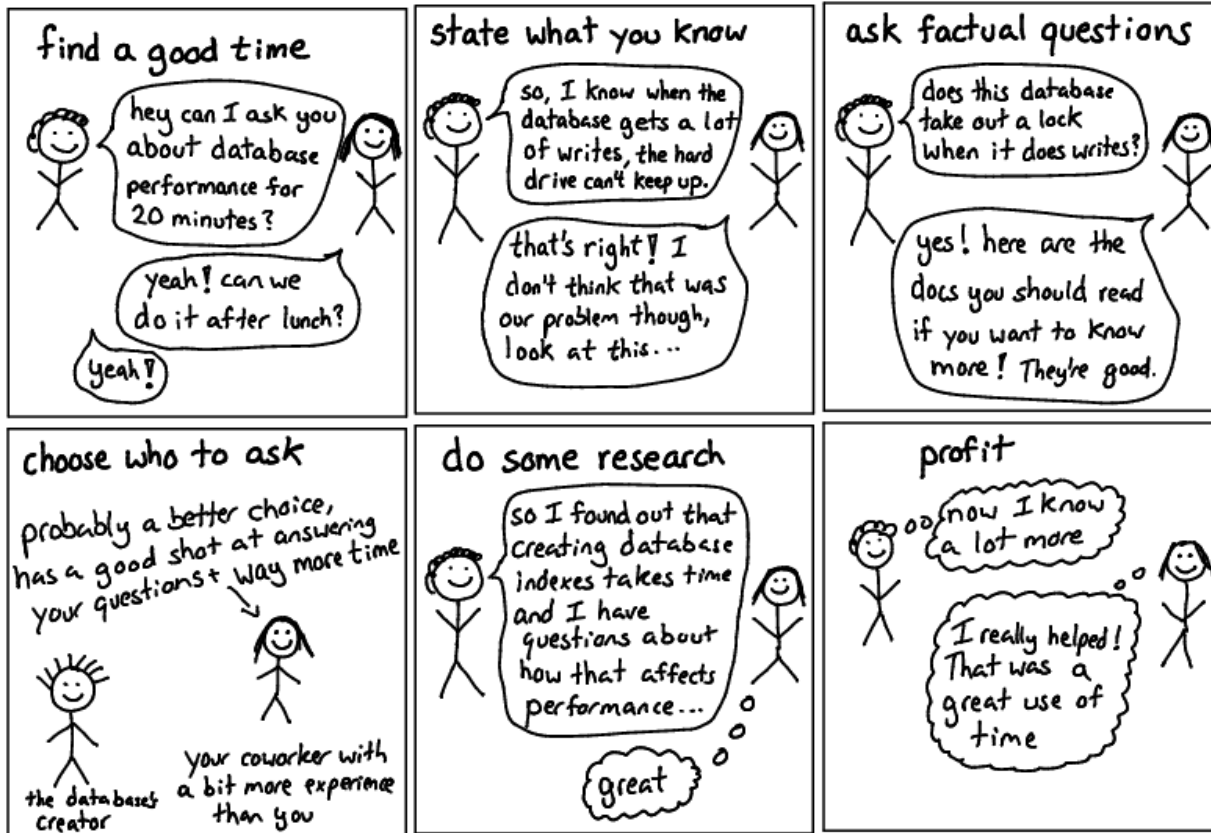 find a good time
hey can I ask you
about database
performance for
20 minutes?
yeah! can we
do it after lunch?
yeah!
state what you know
so, I know when the
database gets a lot
of writes, the hard
drive can't keep up.
that's right! I
don't think that was
our problem though,
look at this...
ask factual questions
does this database
take out a lock
when it does writes?
yes! here are the
docs you should read
if you want to know
more! They're good.
choose who to ask
probably a better choice,
has a good shot at answering
your questions + way more time
the database's
creator
your coworker with
a bit more experience
than you
do some research
so I found out that
creating database
indexes takes time
and I have
questions about
how that affects
performance...
great
profit
now I know
a lot more
I really helped!
That was a
great use of
time